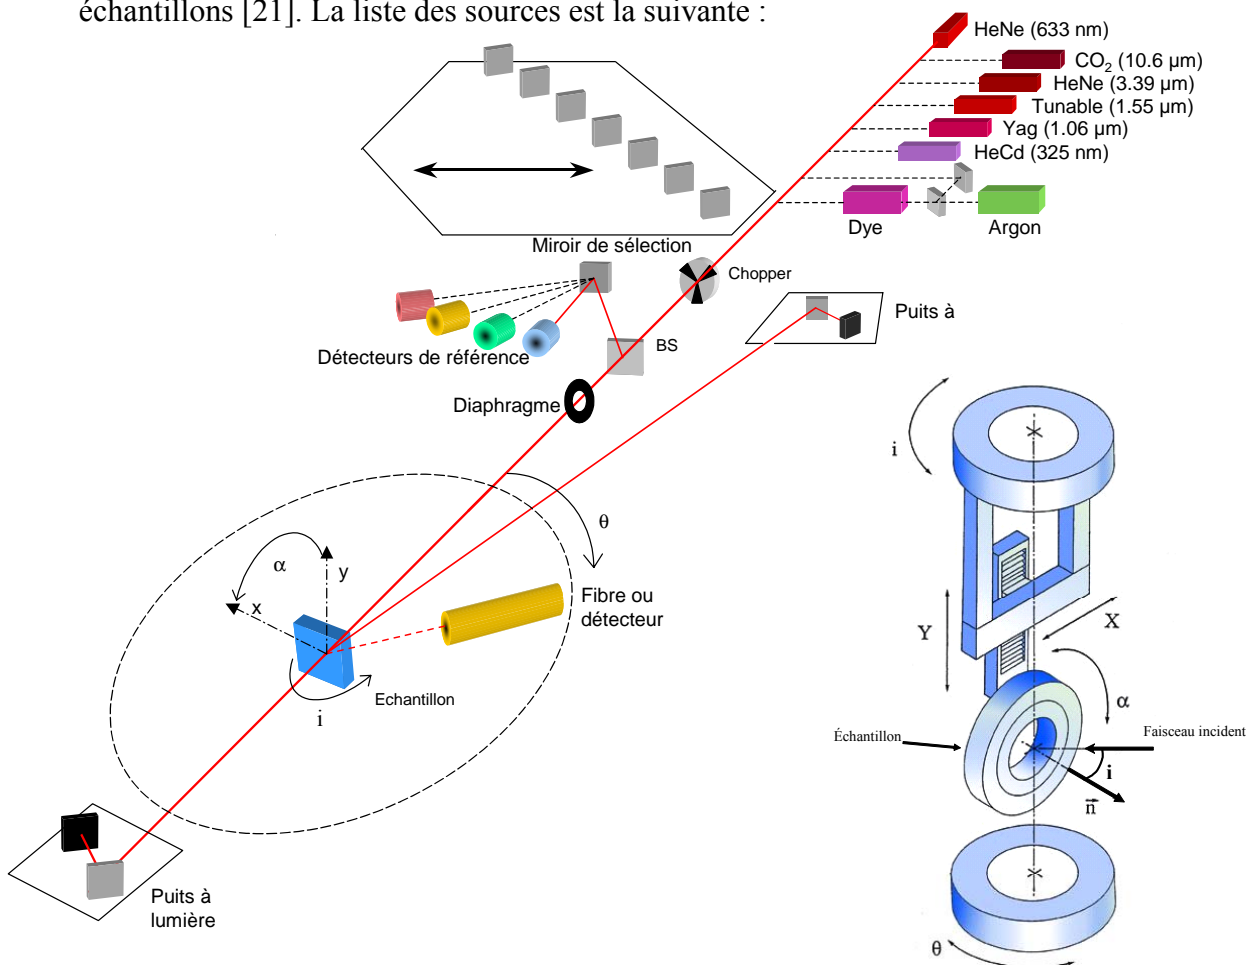 échantillons [21]. La liste des sources est la suivante :
HeNe (633 nm)
CO2 (10.6 µm)
HeNe (3.39 µm)
Tunable (1.55 µm)
Yag (1.06 µm)
HeCd (325 nm)
Dye
Argon
Miroir de sélection
Chopper
Puits à
BS
Détecteurs de référence
Diaphragme
i
θ
α
y
x
Fibre ou
détecteur
Echantillon
i
Y
X
α
Échantillon
Faisceau incident
i
n⃗
Puits à
lumière
θ